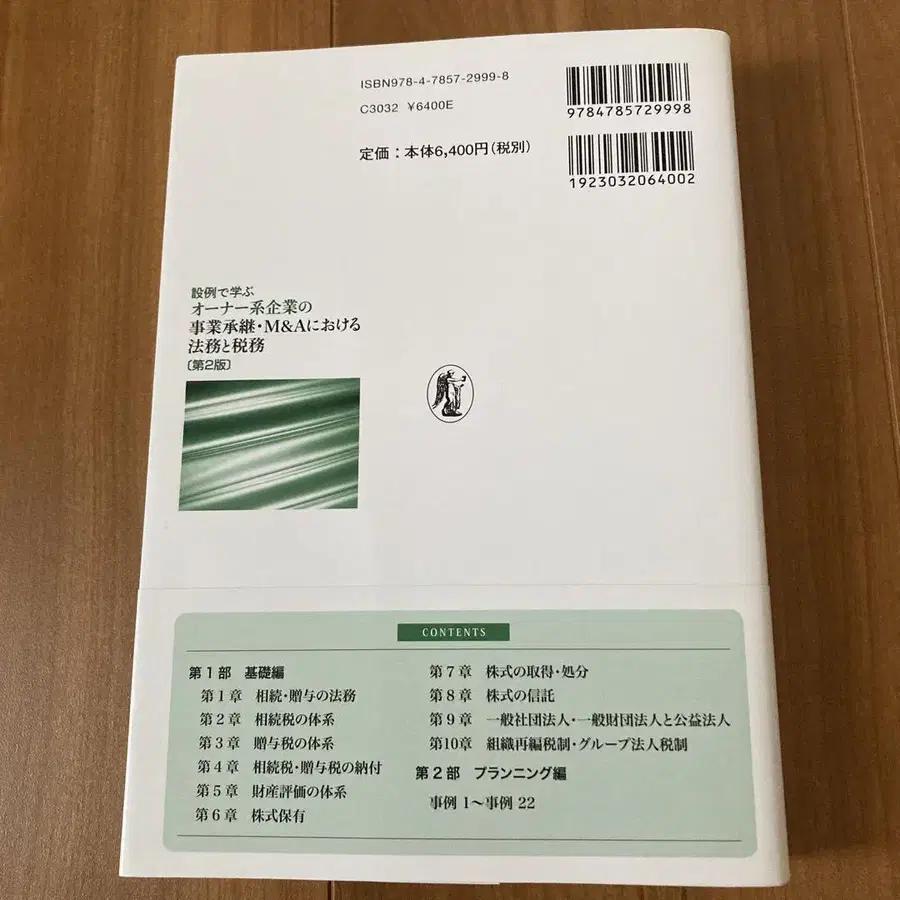 ISBN978-4-7857-2999-8
C3032 ¥6400E
定価：本体6,400円(税別)
9784785729998
1923032064002
設例で学ぶ
オーナー系企業の
事業承継・M&Aにおける
法務と税務
〔第2版〕
CONTENTS
第1部 基礎編
第1章 相続・贈与の法務
第2章 相続税の体系
第3章 贈与税の体系
第4章 相続税・贈与税の納付
第5章 財産評価の体系
第6章 株式保有
第7章 株式の取得・処分
第8章 株式の信託
第9章 一般社団法人・一般財団法人と公益法人
第10章 組織再編税制・グループ法人税制
第2部 プランニング編
事例 1〜事例 22